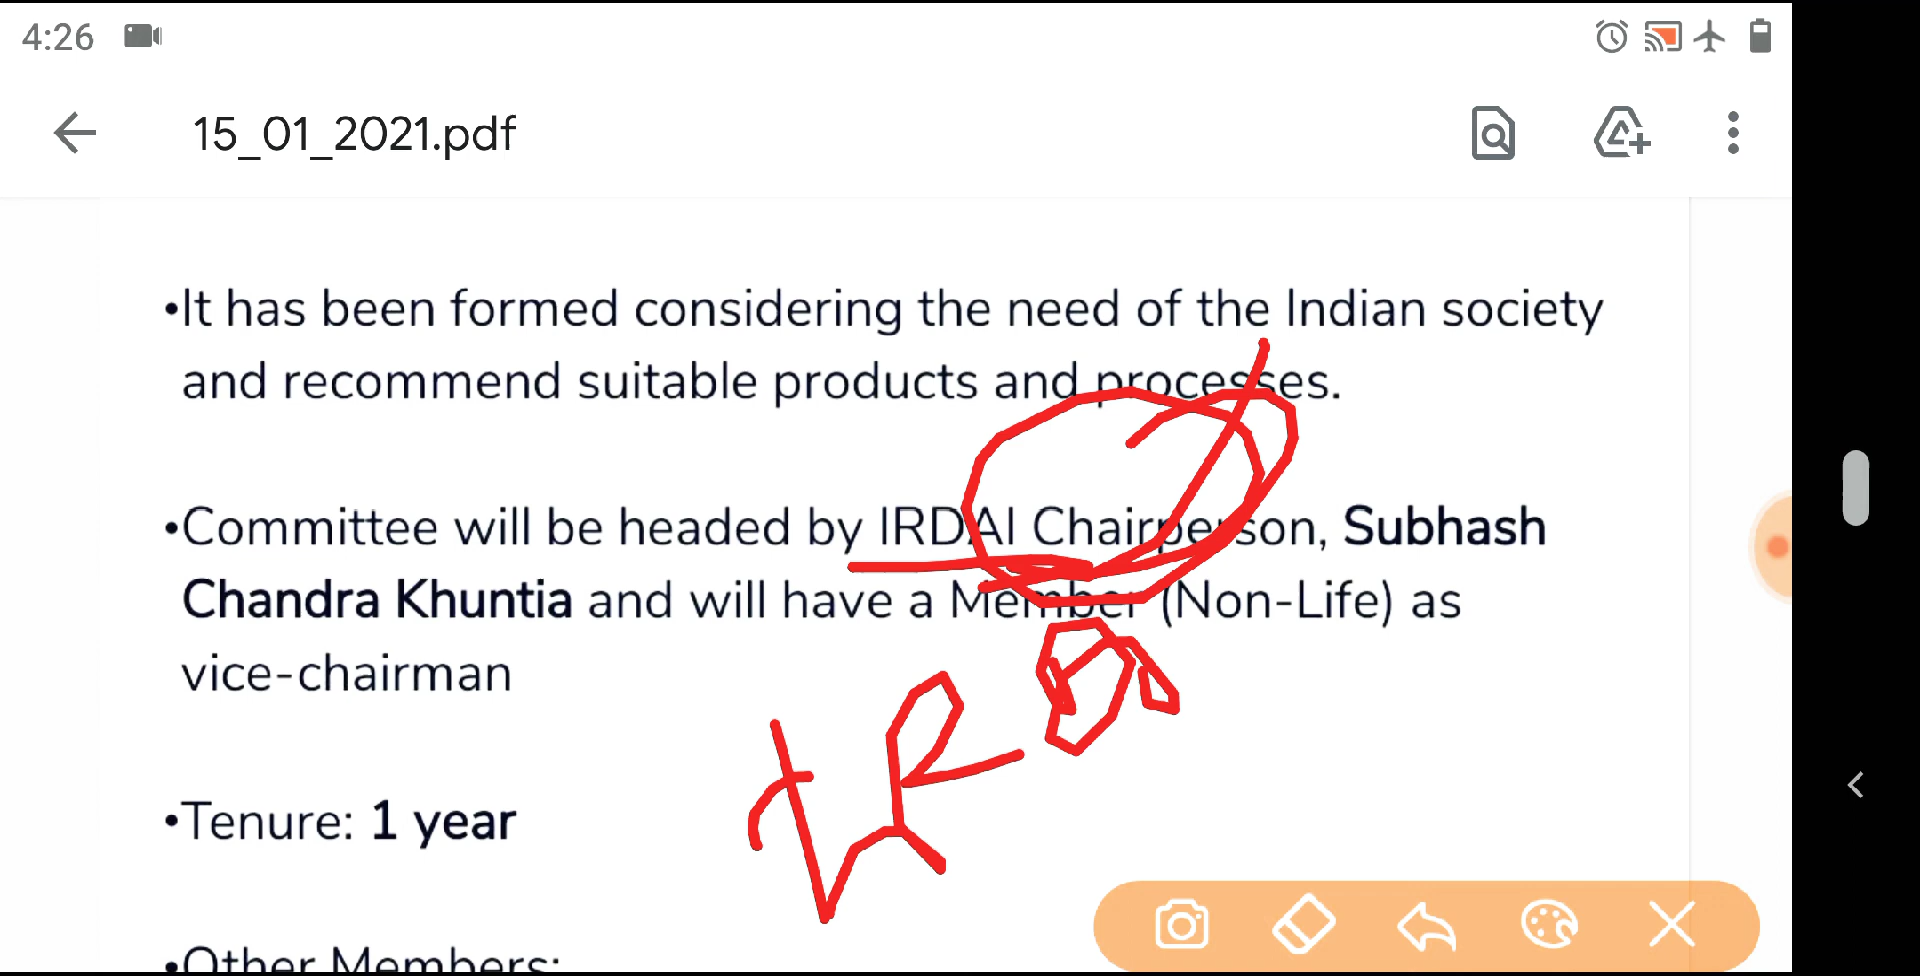 4:26
15_01_2021.pdf
•It has been formed considering the need of the Indian society
and recommend suitable products and processes.
•Committee will be headed by IRDAI Chairperson, Subhash
Chandra Khuntia and will have a Member (Non-Life) as
vice-chairman
•Tenure: 1 year
•Other Members: